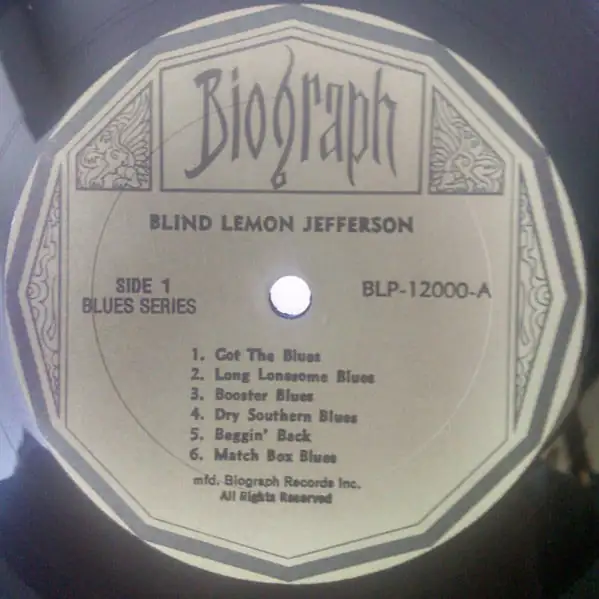 Biograph
BLIND LEMON JEFFERSON
SIDE 1
BLUES SERIES
BLP-12000-A
1. Got The Blues
2. Long Lonesome Blues
3. Booster Blues
4. Dry Southern Blues
5. Beggin' Back
6. Match Box Blues
mfd. Biograph Records Inc.
All Rights Reserved